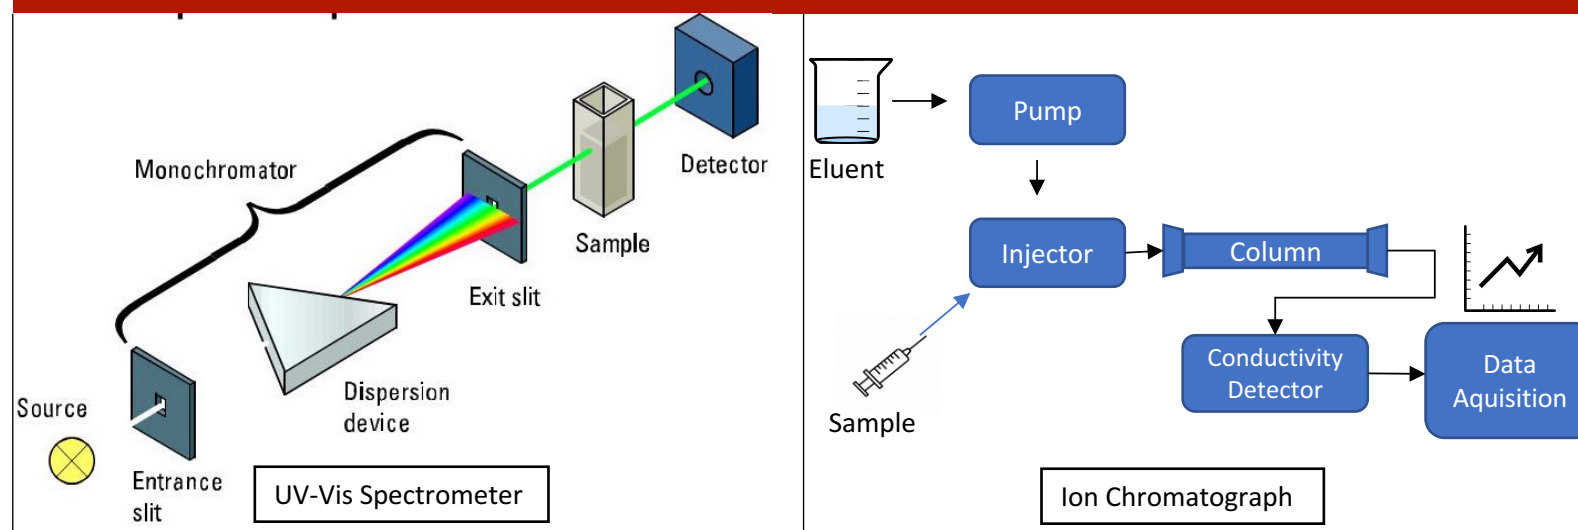 Monochromator
Detector
Sample
Exit slit
Dispersion
device
Source
Entrance
slit
UV-Vis Spectrometer
Eluent
Pump
Injector
Column
Sample
Conductivity
Detector
Data
Aquisition
Ion Chromatograph